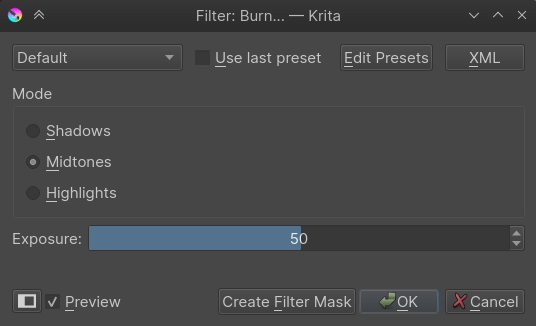 Filter: Burn... — Krita
Default Use last preset Edit Presets XML
Mode
Shadows
Midtones
Highlights
Exposure: 50
Preview Create Filter Mask OK Cancel